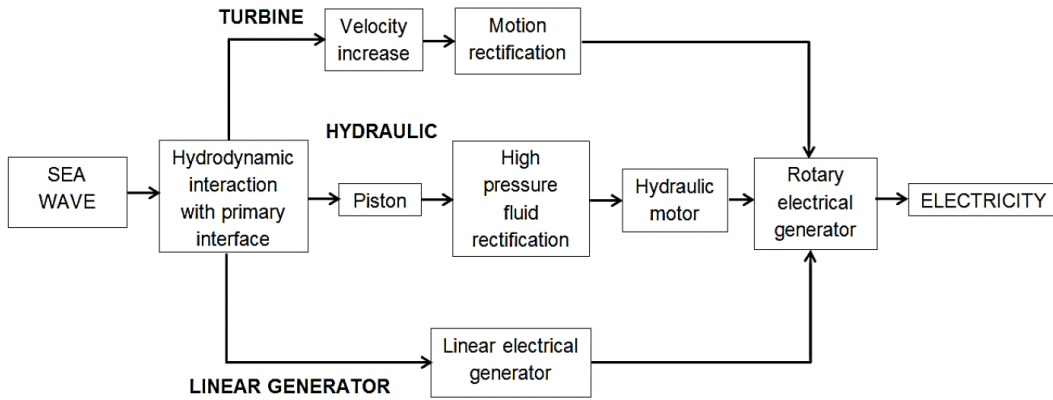 TURBINE
Velocity
increase
Motion
rectification
HYDRAULIC
SEA
WAVE
Hydrodynamic
interaction
with primary
interface
Piston
High
pressure
fluid
rectification
Hydraulic
motor
Rotary
electrical
generator
ELECTRICITY
Linear electrical
generator
LINEAR GENERATOR